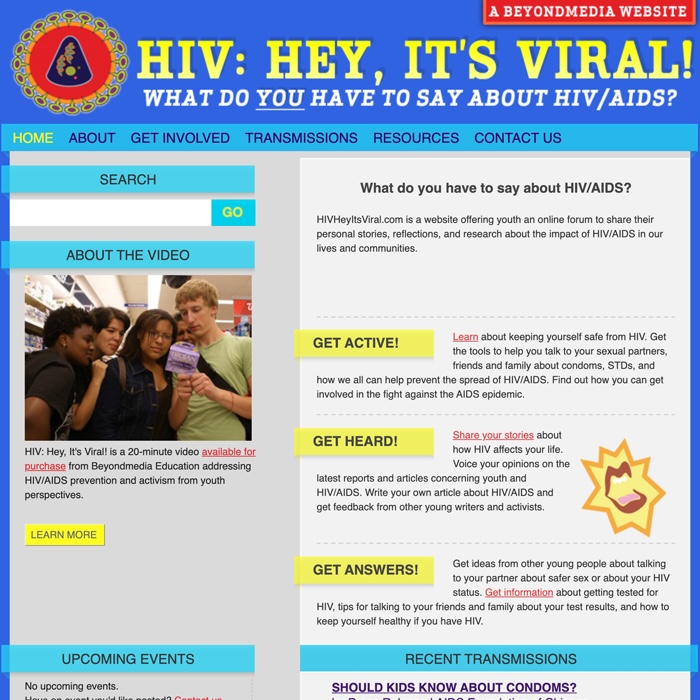 A BEYONDMEDIA WEBSITE
HIV: HEY, IT'S VIRAL!
WHAT DO YOU HAVE TO SAY ABOUT HIV/AIDS?
HOME ABOUT GET INVOLVED TRANSMISSIONS RESOURCES CONTACT US
SEARCH
GO
ABOUT THE VIDEO
HIV: Hey, It's Viral! is a 20-minute video available for
purchase from Beyondmedia Education addressing
HIV/AIDS prevention and activism from youth
perspectives.
LEARN MORE
UPCOMING EVENTS
No upcoming events.
Have an event you'd like posted? Contact us
What do you have to say about HIV/AIDS?
HIVHeyItsViral.com is a website offering youth an online forum to share their
personal stories, reflections, and research about the impact of HIV/AIDS in our
lives and communities.
GET ACTIVE!
Learn about keeping yourself safe from HIV. Get
the tools to help you talk to your sexual partners,
friends and family about condoms, STDs, and
how we all can help prevent the spread of HIV/AIDS. Find out how you can get
involved in the fight against the AIDS epidemic.
GET HEARD!
Share your stories about
how HIV affects your life.
Voice your opinions on the
latest reports and articles concerning youth and
HIV/AIDS. Write your own article about HIV/AIDS and
get feedback from other young writers and activists.
GET ANSWERS!
Get ideas from other young people about talking
to your partner about safer sex or about your HIV
status. Get information about getting tested for
HIV, tips for talking to your friends and family about your test results, and how to
keep yourself healthy if you have HIV.
RECENT TRANSMISSIONS
SHOULD KIDS KNOW ABOUT CONDOMS?